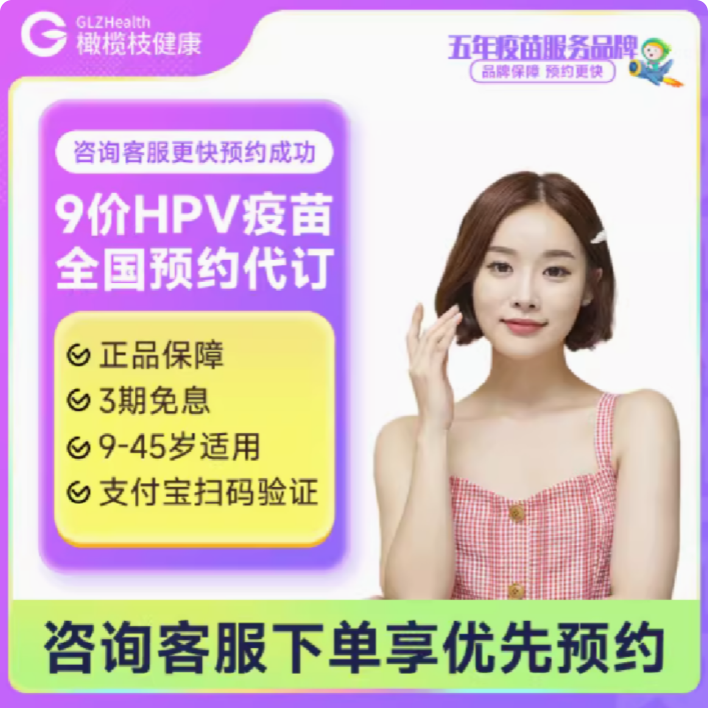 GLZHealth
橄榄枝健康
五年疫苗服务品牌
品牌保障 预约更快
咨询客服更快预约成功
9价HPV疫苗
全国预约代订
正品保障
3期免息
9-45岁适用
支付宝扫码验证
咨询客服下单享优先预约